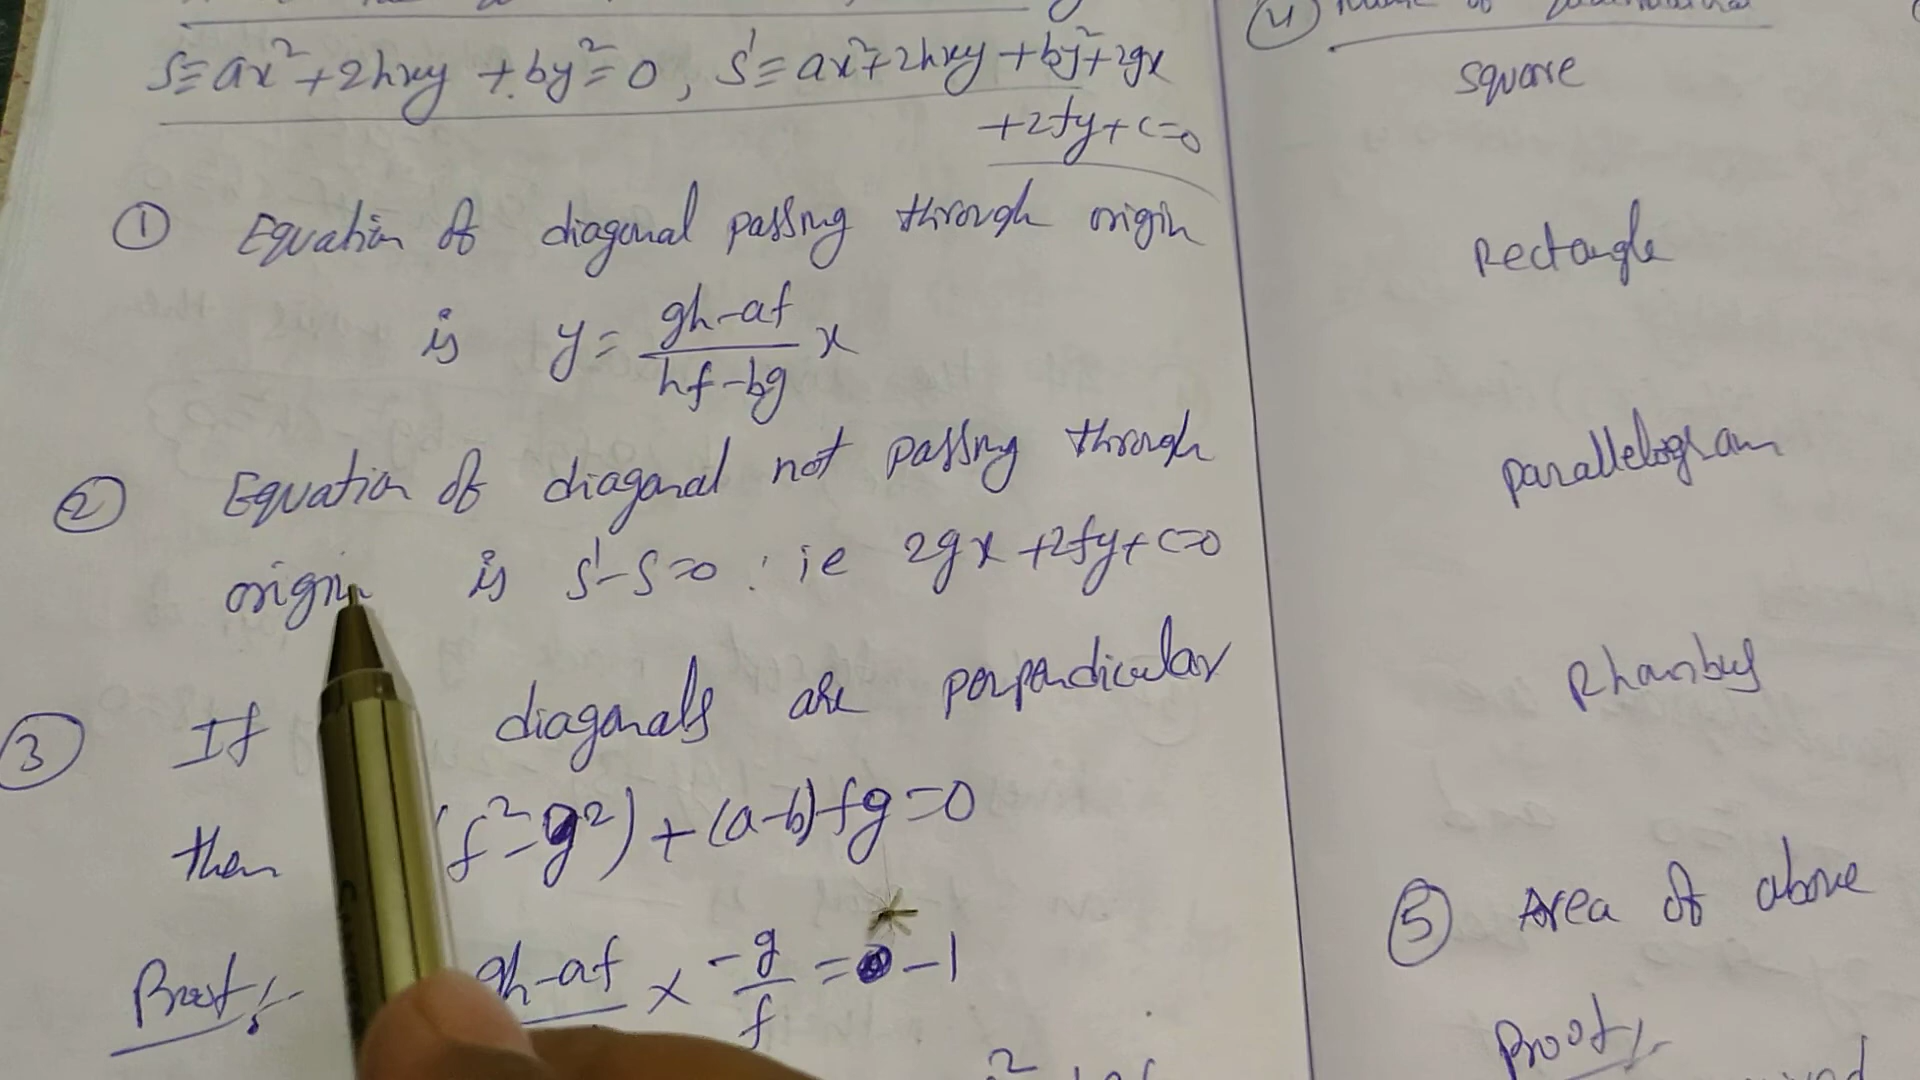 S≡ax²+2hxy+by²=0, S'≡ax²+2hxy+by²+2gx
+2fy+c=0
① Equation of diagonal passing through origin
is y= gh-af/hf-bg x
② Equation of diagonal not passing through
origin is S'-S=0 : ie 2gx+2fy+c=0
③ If diagonals are perpendicular
then (f²-g²)+(a-b)fg=0
Proof:-
gh-af × -g/f = -1
④
square
Rectangle
parallelogram
Rhombus
⑤ Area of above
Proof:-